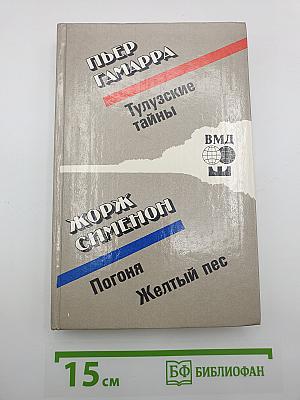 ПЬЕР
ГАМАРРА
Тулузские
тайны
ВМД
ЖОРЖ
СИМЕНОН
Погоня
Желтый пес
15 см
БФ БИБЛИОФАН